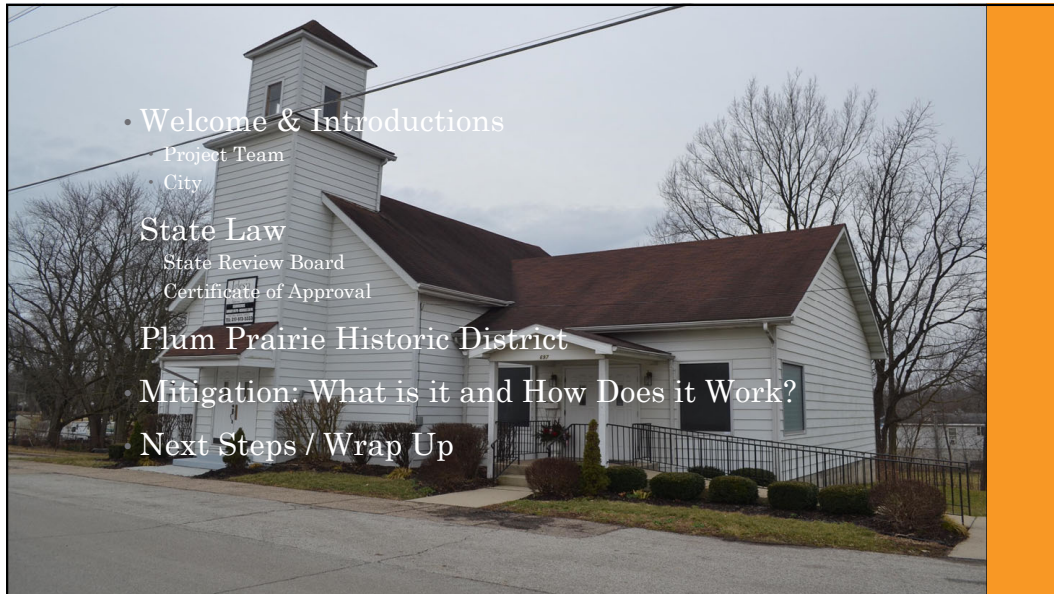 • Welcome & Introductions
• Project Team
• City
State Law
State Review Board
Certificate of Approval
Plum Prairie Historic District
• Mitigation: What is it and How Does it Work?
• Next Steps / Wrap Up